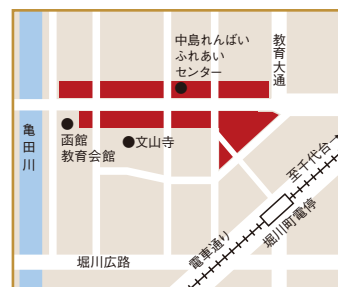 中島れんばい
ふれあい
センター
教育大通
亀田川
函館
教育会館
文山寺
至千代台
堀川町電停
電車通り
堀川広路